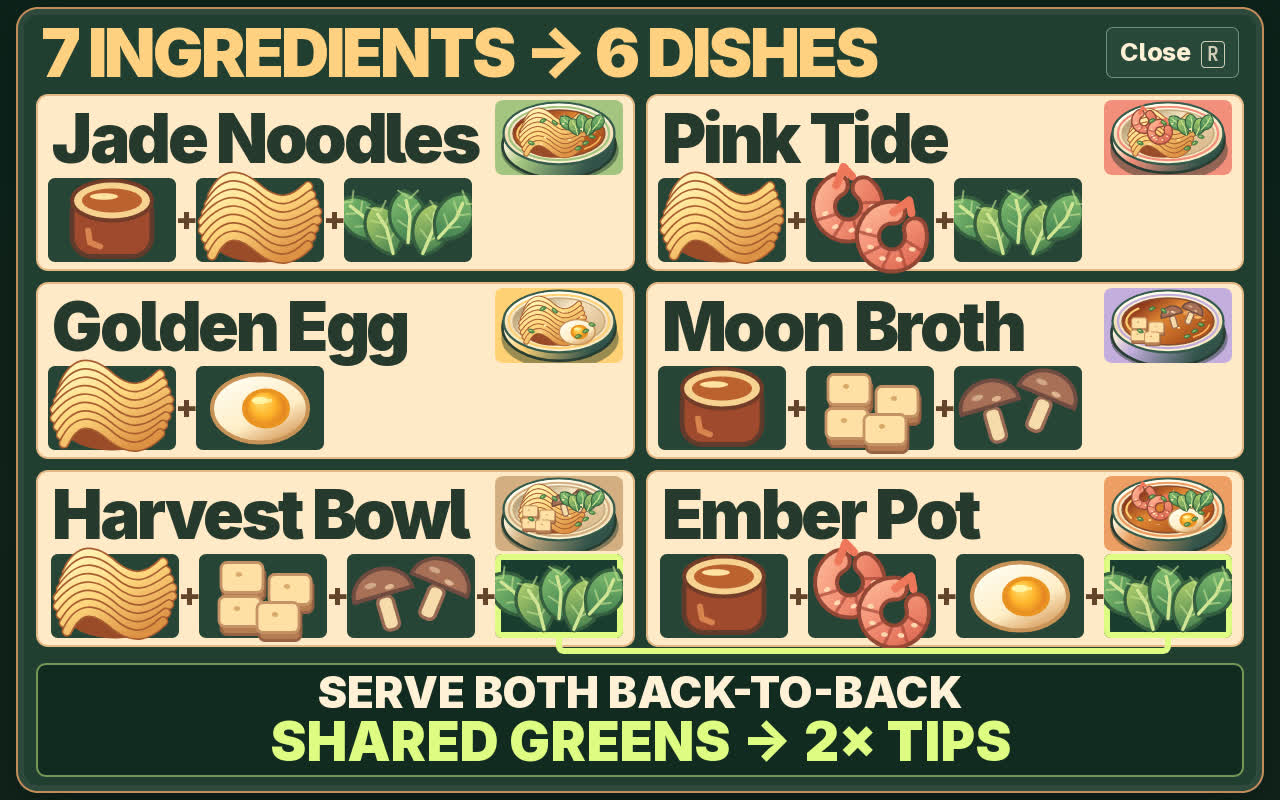 7 INGREDIENTS → 6 DISHES
Close R
Jade Noodles
Pink Tide
+ +
+ +
Golden Egg
Moon Broth
+
+ +
Harvest Bowl
Ember Pot
+ + +
+ + +
SERVE BOTH BACK-TO-BACK
SHARED GREENS → 2× TIPS